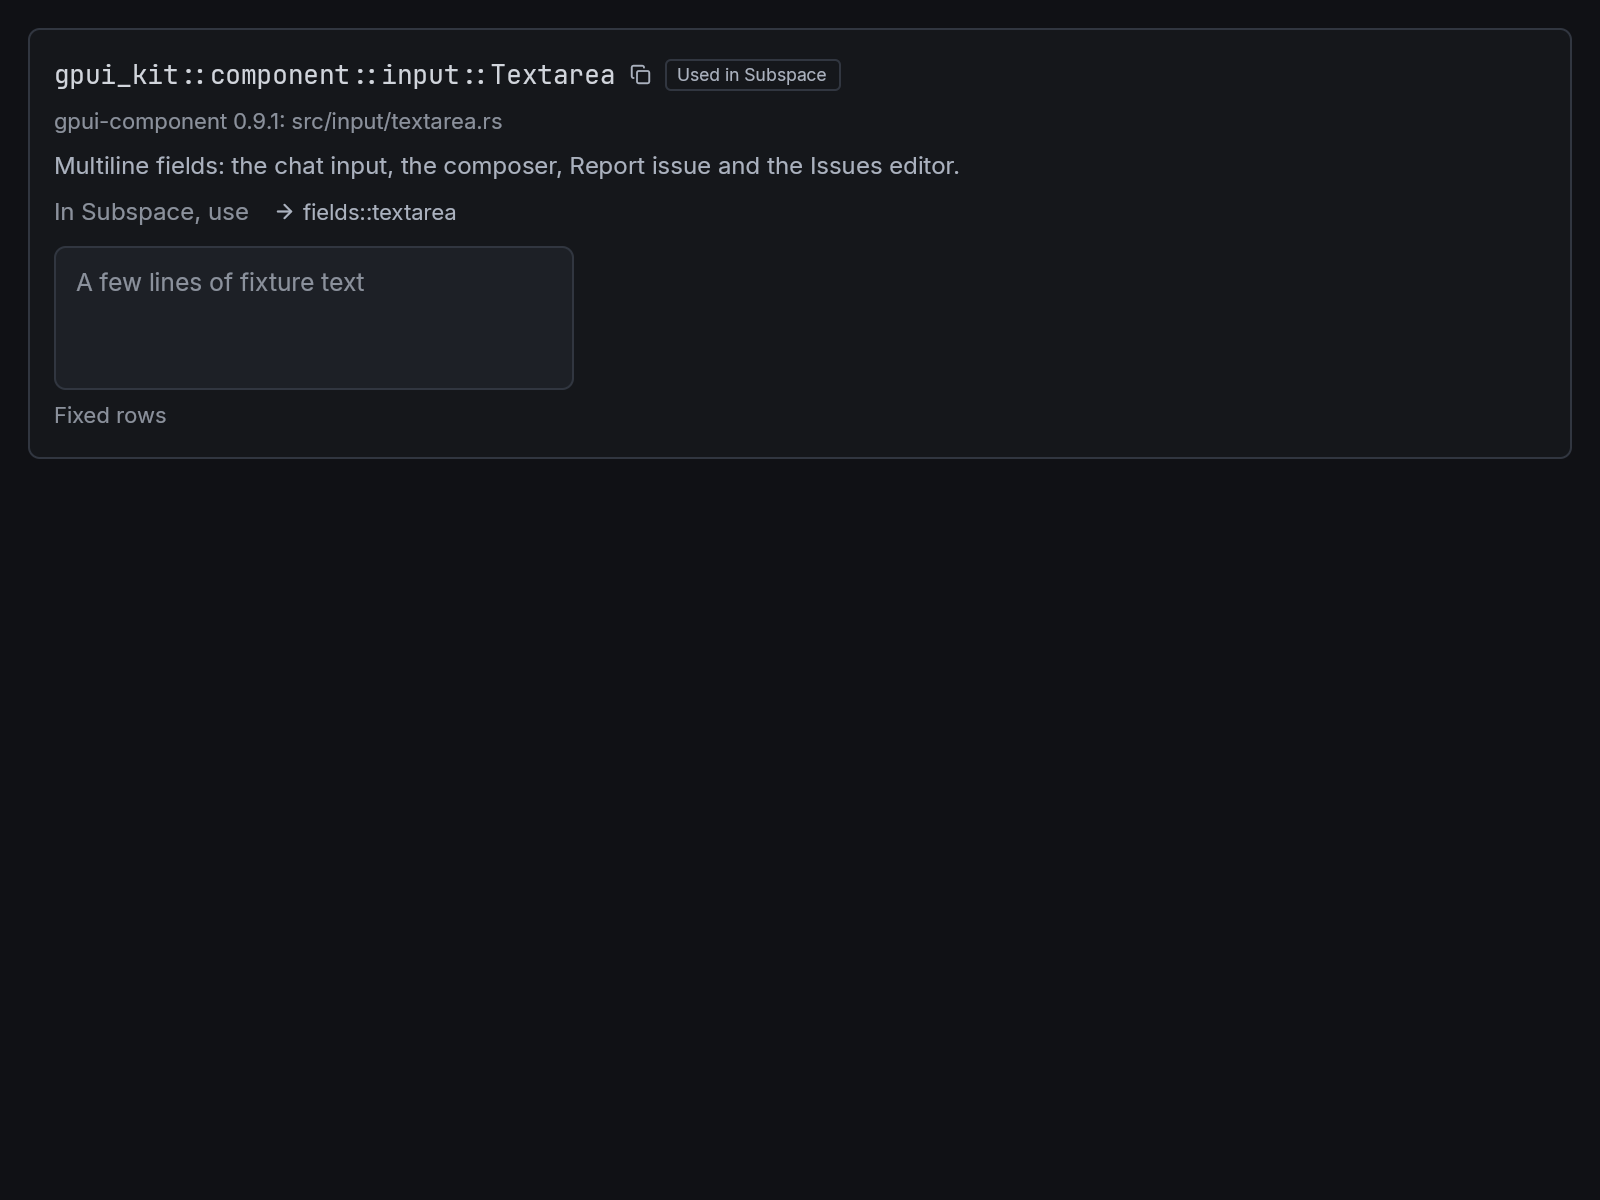 gpui_kit::component::input::Textarea Used in Subspace
gpui-component 0.9.1: src/input/textarea.rs
Multiline fields: the chat input, the composer, Report issue and the Issues editor.
In Subspace, use → fields::textarea
A few lines of fixture text
Fixed rows